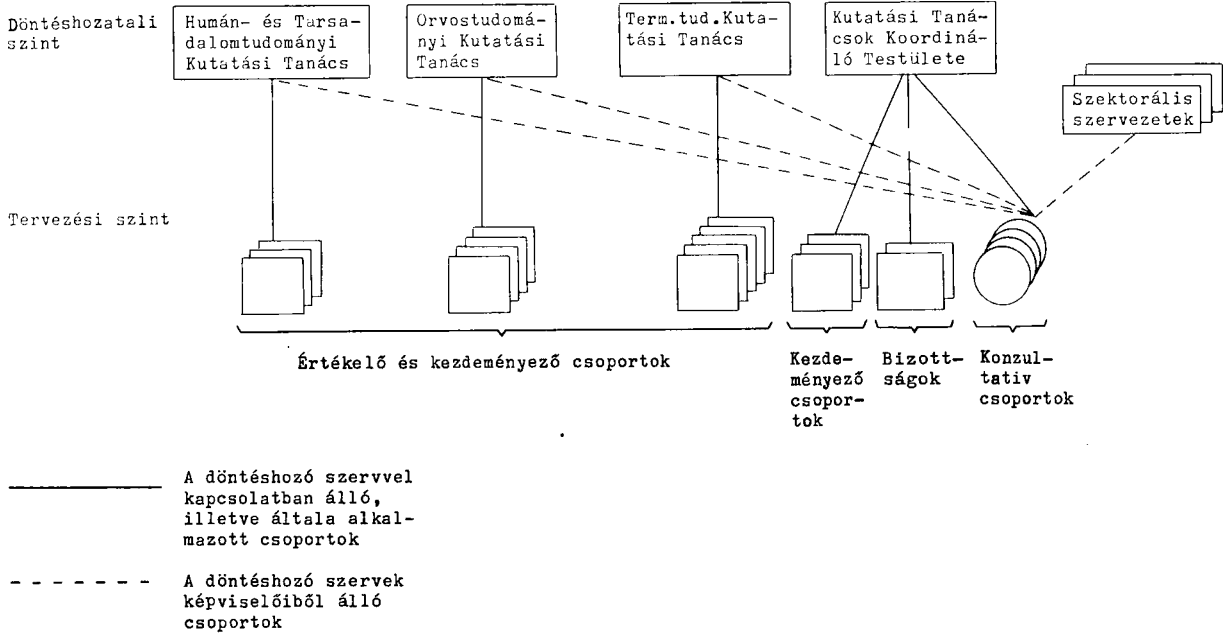 Döntéshozatali
szint
Humán- és Társa-
dalomtudományi
Kutatási Tanács
Orvostudomá-
nyi Kutatási
Tanács
Term.tud.Kuta-
tási Tanács
Kutatási Taná-
csok Koordiná-
ló Testülete
Szektorális
szervezetek
Tervezési szint
Értékelő és kezdeményező csoportok
Kezde-
ményező
csopor-
tok
Bizott-
ságok
Konzul-
tativ
csoportok
A döntéshozó szervvel
kapcsolatban álló,
illetve általa alkal-
mazott csoportok
A döntéshozó szervek
képviselőiből álló
csoportok